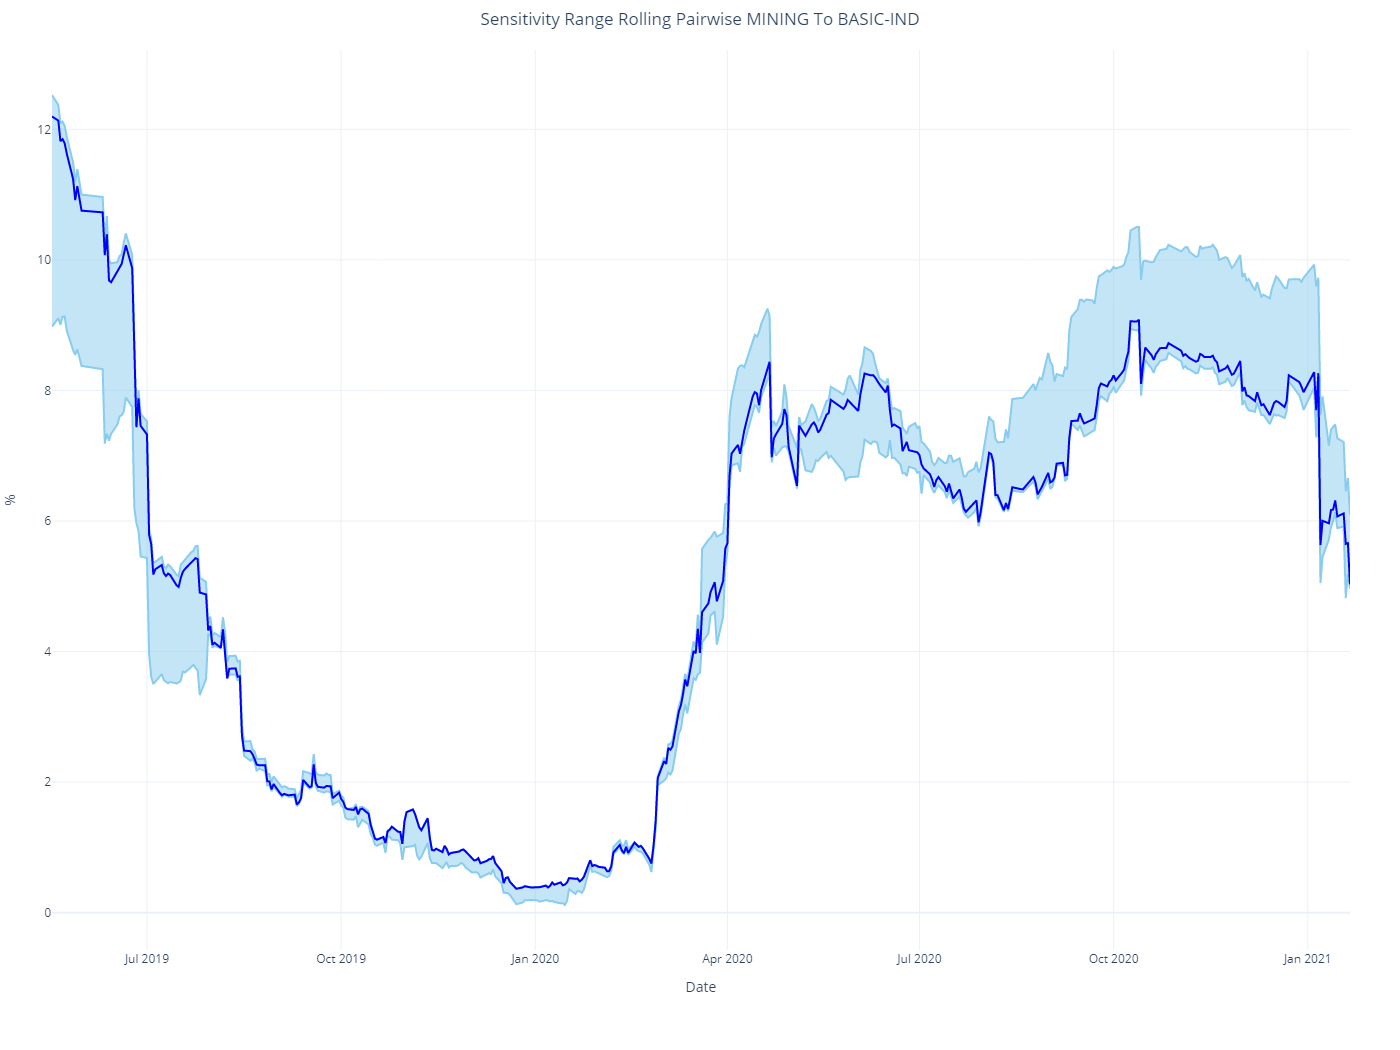 Sensitivity Range Rolling Pairwise MINING To BASIC-IND
12
10
8
6
4
2
0
%
Jul 2019
Oct 2019
Jan 2020
Apr 2020
Jul 2020
Oct 2020
Jan 2021
Date